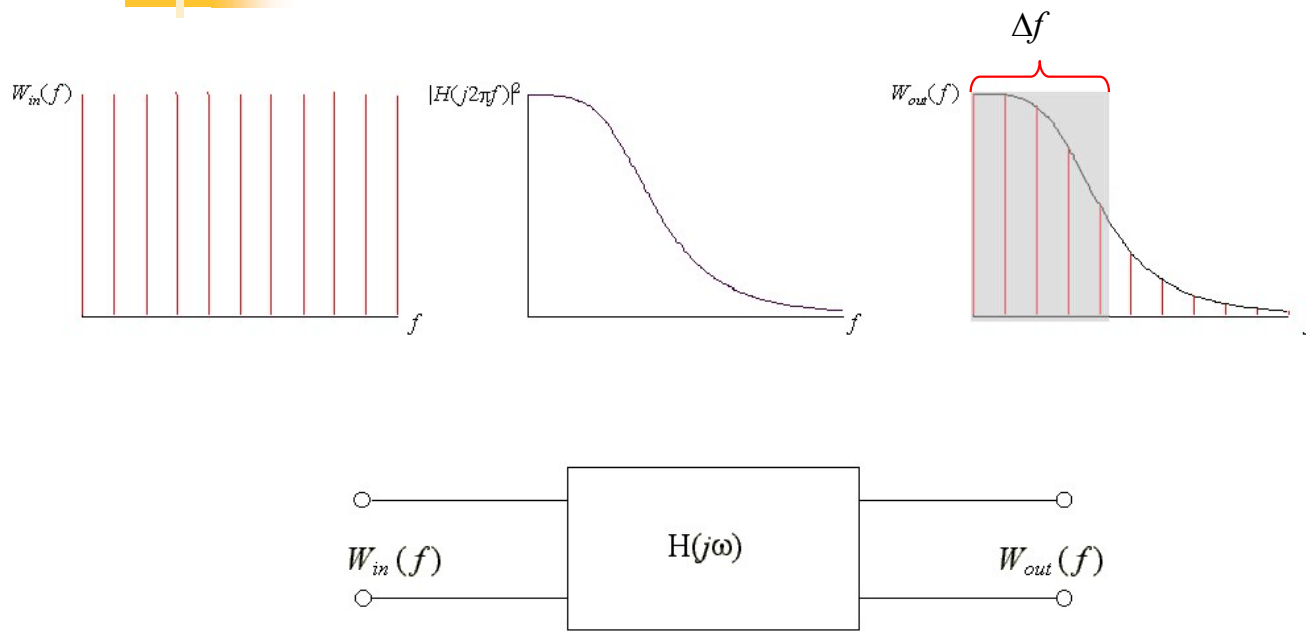 Δf
W_in(f)
|H(j2πf)|²
W_out(f)
f
f
W_in(f)
H(jω)
W_out(f)